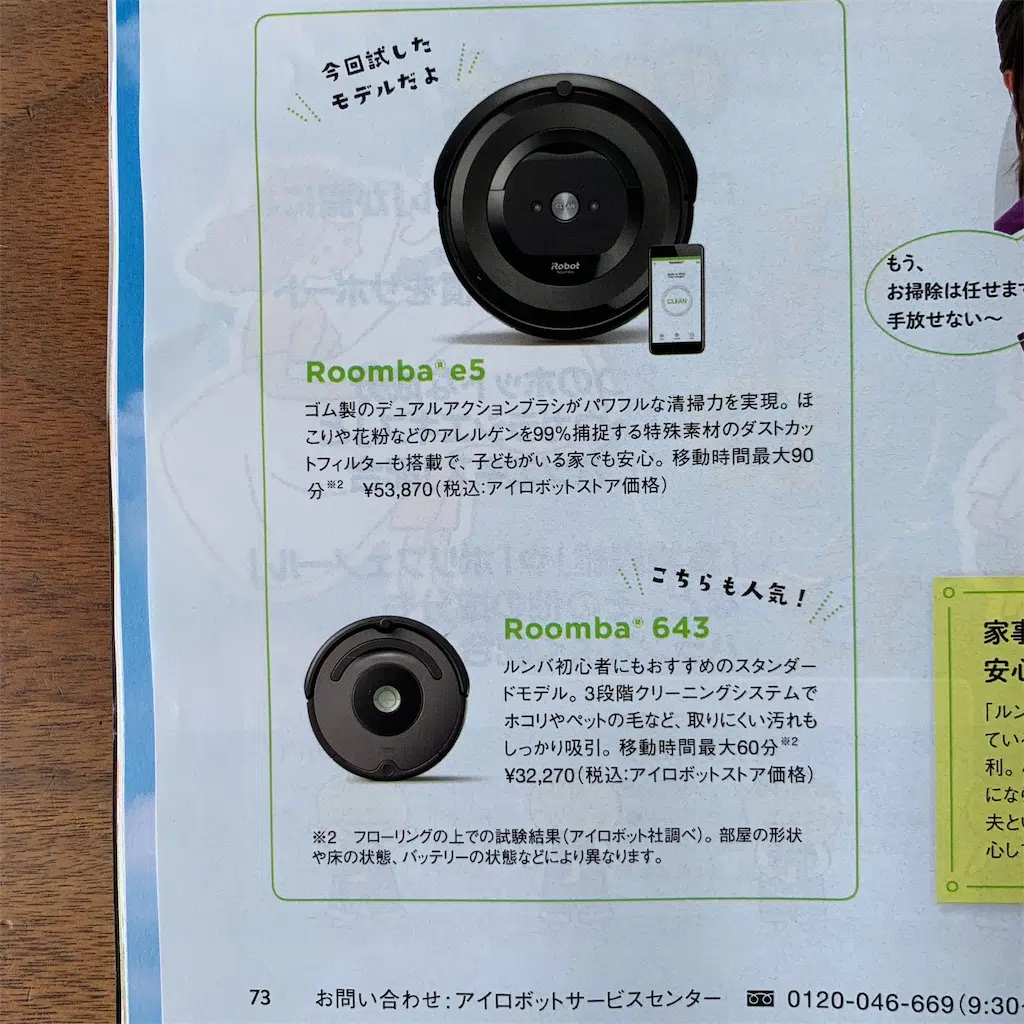 今回試した
モデルだよ
CLEAN
iRobot
CLEAN
Roomba® e5
ゴム製のデュアルアクションブラシがパワフルな清掃力を実現。ほ
こりや花粉などのアレルゲンを99%捕捉する特殊素材のダストカッ
トフィルターも搭載で、子どもがいる家でも安心。移動時間最大90
分※2　¥53,870(税込:アイロボットストア価格)
こちらも人気!
Roomba® 643
ルンバ初心者にもおすすめのスタンダー
ドモデル。3段階クリーニングシステムで
ホコリやペットの毛など、取りにくい汚れも
しっかり吸引。移動時間最大60分※2
¥32,270(税込:アイロボットストア価格)
※2　フローリングの上での試験結果(アイロボット社調べ)。部屋の形状
や床の状態、バッテリーの状態などにより異なります。
もう、
お掃除は任せま
手放せない〜
家事
安心
「ルン
てい
利。
にな
夫と
心し
73　お問い合わせ:アイロボットサービスセンター　0120-046-669(9:30-